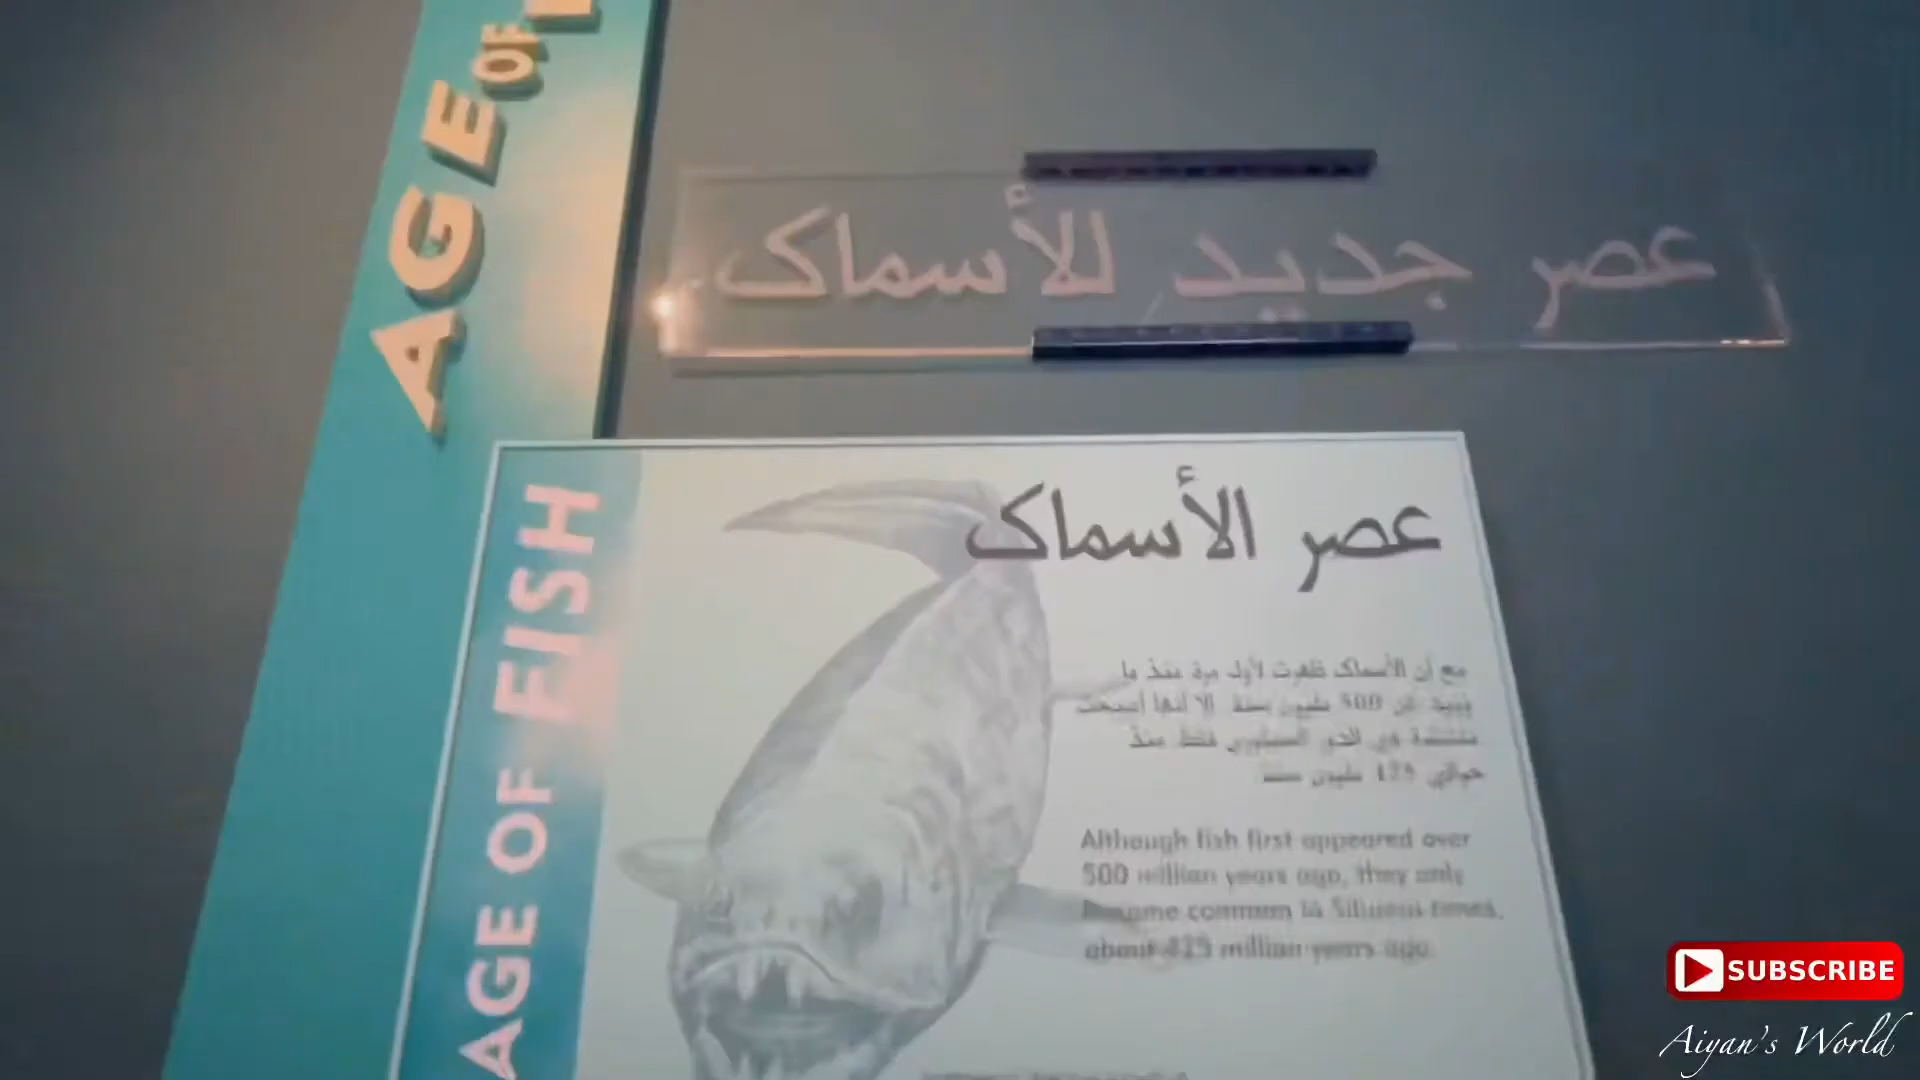 AGE OF
عصر جديد للأسماك
AGE OF FISH
عصر الأسماك
مع أن الأسماك ظهرت لأول مرة منذ ما
يزيد عن 500 مليون سنة إلا أنها أصبحت
في السيلوري فقط منذ
حوالي 425 مليون سنة
Although fish first appeared over
500 million years ago, they only
became common in Silurian times,
about 425 million years ago.
SUBSCRIBE
Aiyan's World